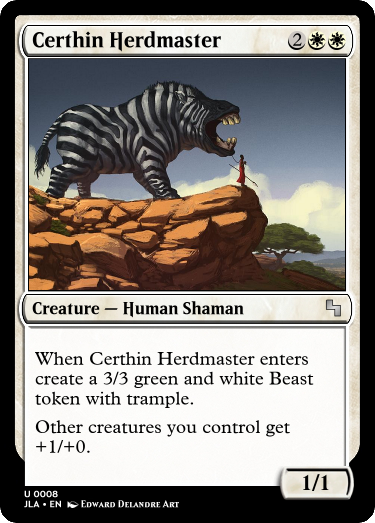 Certhin Herdmaster 2
Creature — Human Shaman
When Certhin Herdmaster enters
create a 3/3 green and white Beast
token with trample.
Other creatures you control get
+1/+0.
1/1
U 0008
JLA • EN Edward Delandre Art